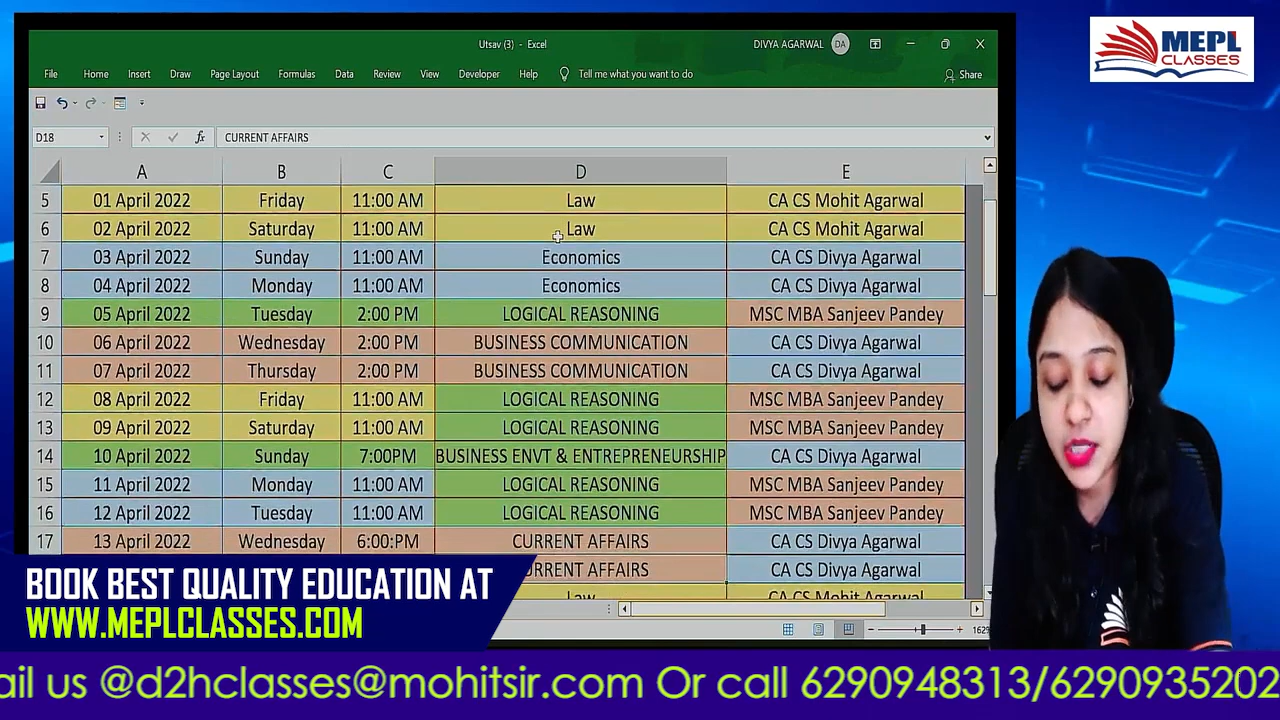 Utsav (3) - Excel
DIVYA AGARWAL DA
MEPL
CLASSES
File Home Insert Draw Page Layout Formulas Data Review View Developer Help Tell me what you want to do Share
D18 fx CURRENT AFFAIRS
A B C D E
5 01 April 2022 Friday 11:00 AM Law CA CS Mohit Agarwal
6 02 April 2022 Saturday 11:00 AM Law CA CS Mohit Agarwal
7 03 April 2022 Sunday 11:00 AM Economics CA CS Divya Agarwal
8 04 April 2022 Monday 11:00 AM Economics CA CS Divya Agarwal
9 05 April 2022 Tuesday 2:00 PM LOGICAL REASONING MSC MBA Sanjeev Pandey
10 06 April 2022 Wednesday 2:00 PM BUSINESS COMMUNICATION CA CS Divya Agarwal
11 07 April 2022 Thursday 2:00 PM BUSINESS COMMUNICATION CA CS Divya Agarwal
12 08 April 2022 Friday 11:00 AM LOGICAL REASONING MSC MBA Sanjeev Pandey
13 09 April 2022 Saturday 11:00 AM LOGICAL REASONING MSC MBA Sanjeev Pandey
14 10 April 2022 Sunday 7:00PM BUSINESS ENVT & ENTREPRENEURSHIP CA CS Divya Agarwal
15 11 April 2022 Monday 11:00 AM LOGICAL REASONING MSC MBA Sanjeev Pandey
16 12 April 2022 Tuesday 11:00 AM LOGICAL REASONING MSC MBA Sanjeev Pandey
17 13 April 2022 Wednesday 6:00:PM CURRENT AFFAIRS CA CS Divya Agarwal
URRENT AFFAIRS CA CS Divya Agarwal
Law CA CS Mohit Agarwal
162%
BOOK BEST QUALITY EDUCATION AT
WWW.MEPLCLASSES.COM
ail us @d2hclasses@mohitsir.com Or call 6290948313/6290935202